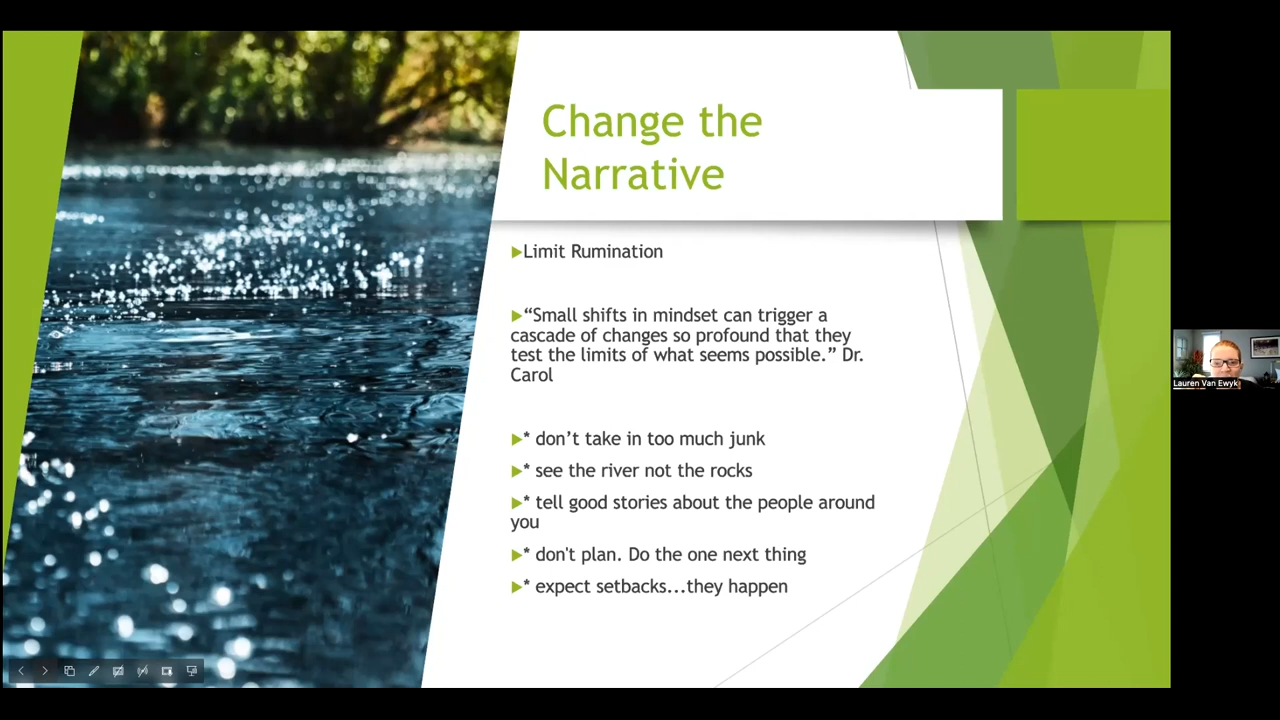 Change the
Narrative
Limit Rumination
“Small shifts in mindset can trigger a
cascade of changes so profound that they
test the limits of what seems possible.” Dr.
Carol
* don’t take in too much junk
* see the river not the rocks
* tell good stories about the people around
you
* don't plan. Do the one next thing
* expect setbacks...they happen
Lauren Van Ewyk